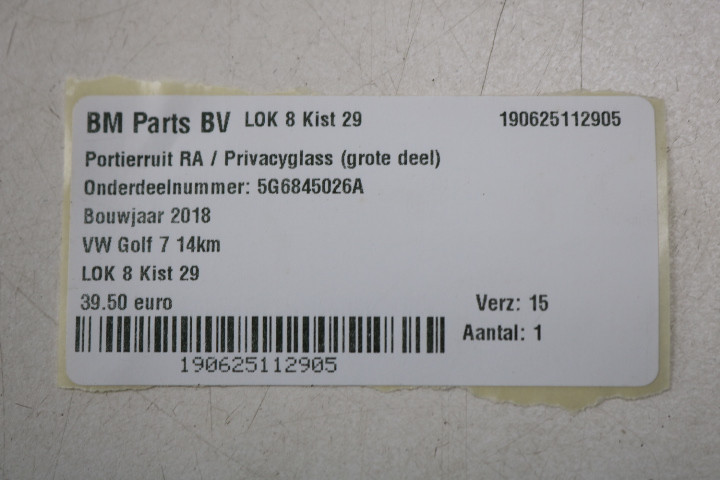 BM Parts BV LOK 8 Kist 29 190625112905
Portierruit RA / Privacyglass (grote deel)
Onderdeelnummer: 5G6845026A
Bouwjaar 2018
VW Golf 7 14km
LOK 8 Kist 29
39.50 euro Verz: 15
Aantal: 1
190625112905